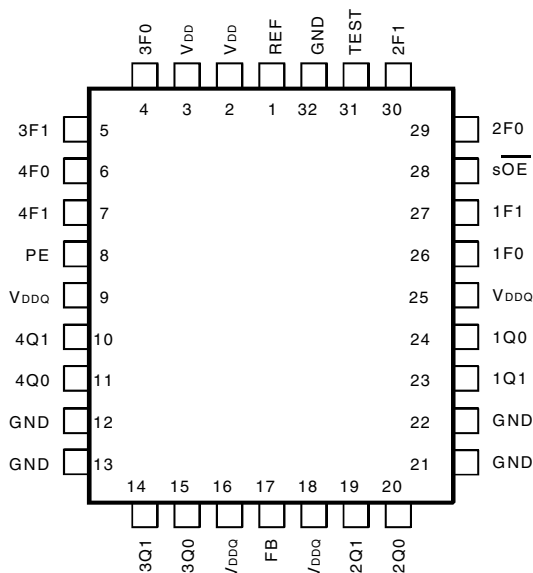 3F0 VDD VDD REF GND TEST 2F1
4 3 2 1 32 31 30
3F1 5 29 2F0
4F0 6 28 sOE
4F1 7 27 1F1
PE 8 26 1F0
VDDQ 9 25 VDDQ
4Q1 10 24 1Q0
4Q0 11 23 1Q1
GND 12 22 GND
GND 13 21 GND
14 15 16 17 18 19 20
3Q1 3Q0 VDDQ FB VDDQ 2Q1 2Q0